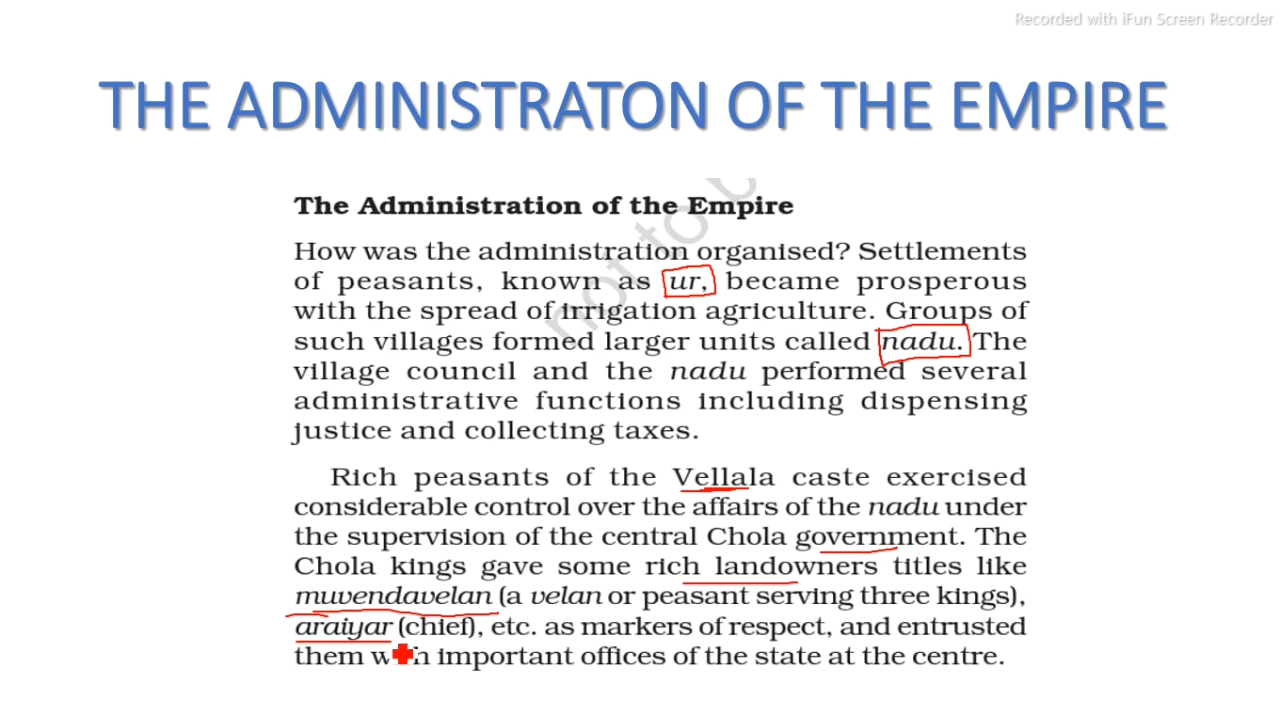 Recorded with iFun Screen Recorder
THE ADMINISTRATON OF THE EMPIRE
not to
The Administration of the Empire
How was the administration organised? Settlements
of peasants, known as ur, became prosperous
with the spread of irrigation agriculture. Groups of
such villages formed larger units called nadu. The
village council and the nadu performed several
administrative functions including dispensing
justice and collecting taxes.
Rich peasants of the Vellala caste exercised
considerable control over the affairs of the nadu under
the supervision of the central Chola government. The
Chola kings gave some rich landowners titles like
muvendavelan (a velan or peasant serving three kings),
araiyar (chief), etc. as markers of respect, and entrusted
them with important offices of the state at the centre.